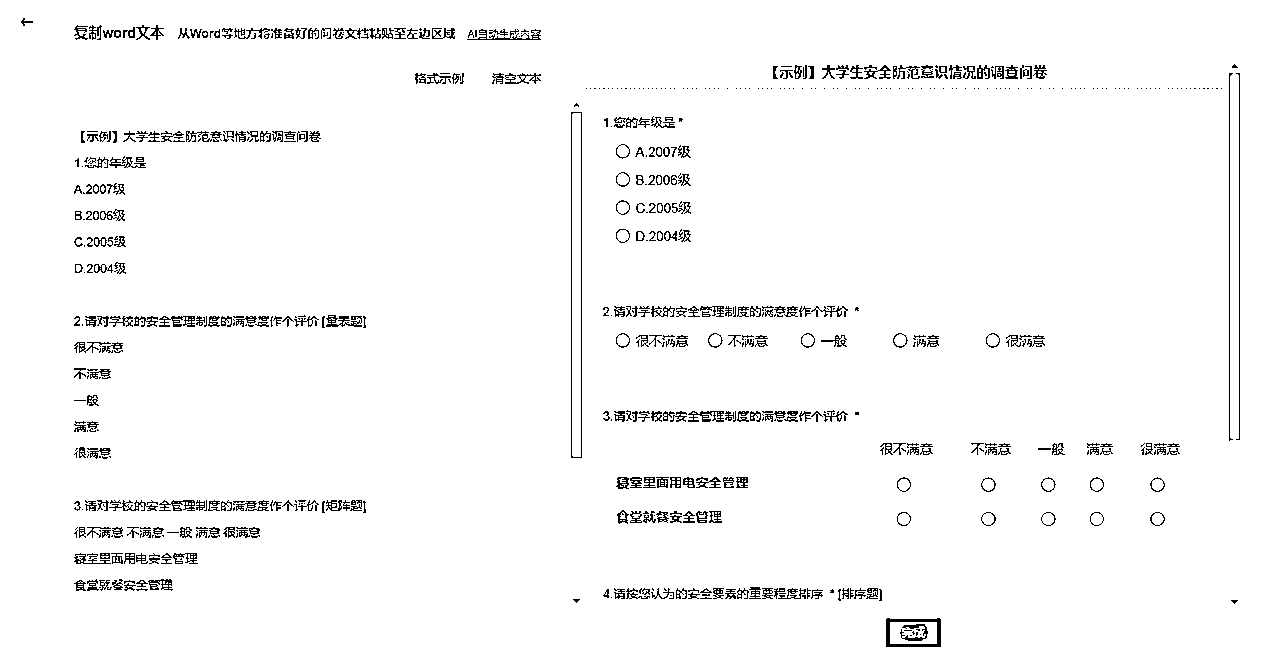 ←
复制word文本 从Word等地方将准备好的问卷文档粘贴至左边区域 AI自动生成内容
格式示例 清空文本
【示例】大学生安全防范意识情况的调查问卷
1.您的年级是
A.2007级
B.2006级
C.2005级
D.2004级
2.请对学校的安全管理制度的满意度作个评价 [量表题]
很不满意
不满意
一般
满意
很满意
3.请对学校的安全管理制度的满意度作个评价 [矩阵题]
很不满意 不满意 一般 满意 很满意
寝室里面用电安全管理
食堂就餐安全管理
【示例】大学生安全防范意识情况的调查问卷
1.您的年级是 *
A.2007级
B.2006级
C.2005级
D.2004级
2.请对学校的安全管理制度的满意度作个评价 *
很不满意 不满意 一般 满意 很满意
3.请对学校的安全管理制度的满意度作个评价 *
很不满意 不满意 一般 满意 很满意
寝室里面用电安全管理
食堂就餐安全管理
4.请按您认为的安全要素的重要程度排序 * [排序题]
完成